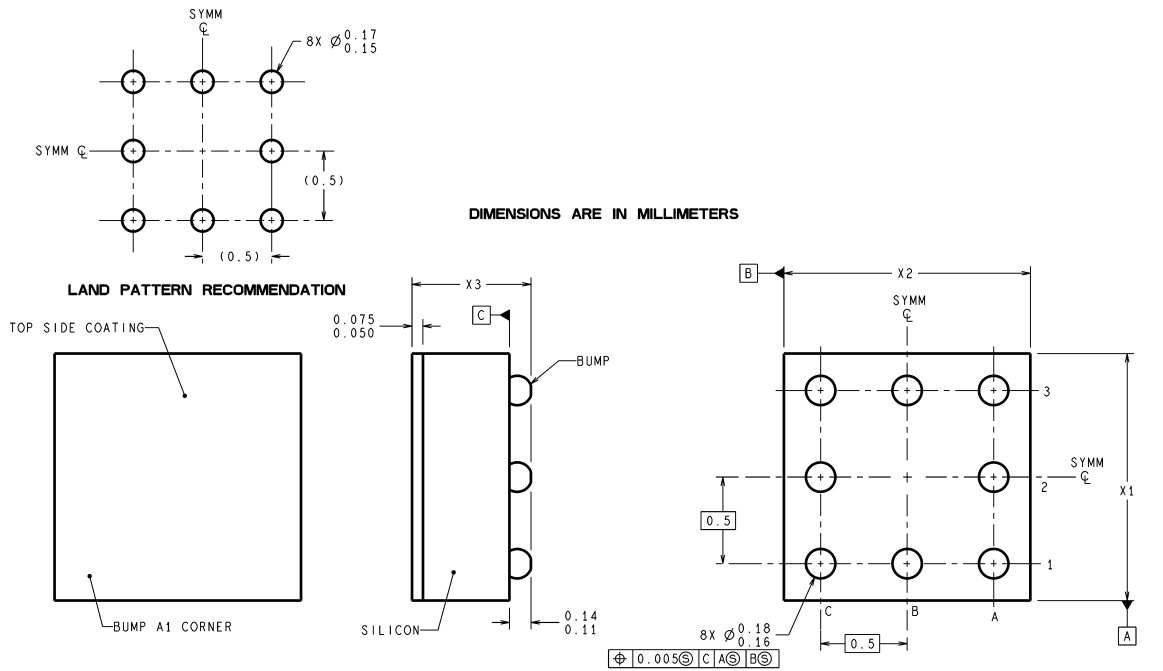 SYMM
℄
8X Ø 0.17
0.15
SYMM ℄
(0.5)
(0.5)
DIMENSIONS ARE IN MILLIMETERS
LAND PATTERN RECOMMENDATION
TOP SIDE COATING
BUMP A1 CORNER
X3
0.075
0.050
C
BUMP
SILICON
0.14
0.11
B
X2
SYMM
℄
3
SYMM
℄
2
X1
0.5
1
C
B
A
8X Ø 0.18
0.16
0.5
A
⌖ 0.005Ⓢ C AⓈ BⓈ